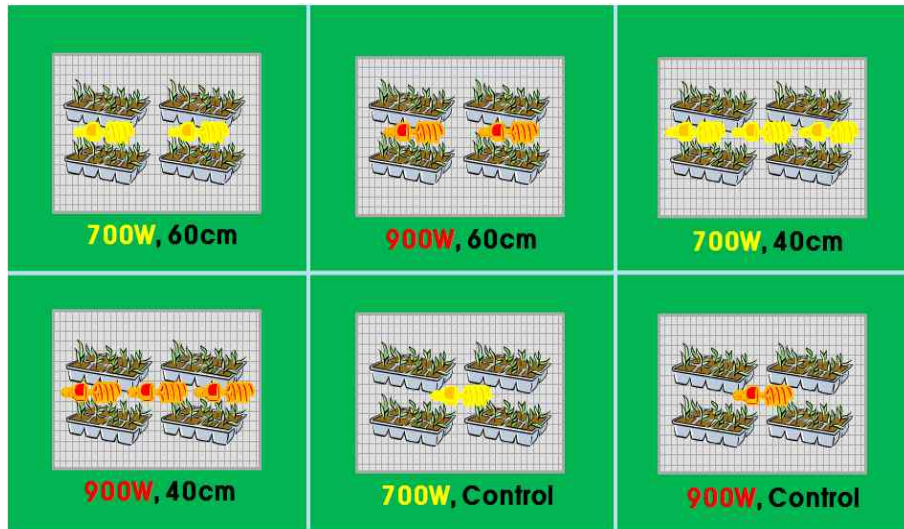 700W, 60cm
900W, 60cm
700W, 40cm
900W, 40cm
700W, Control
900W, Control